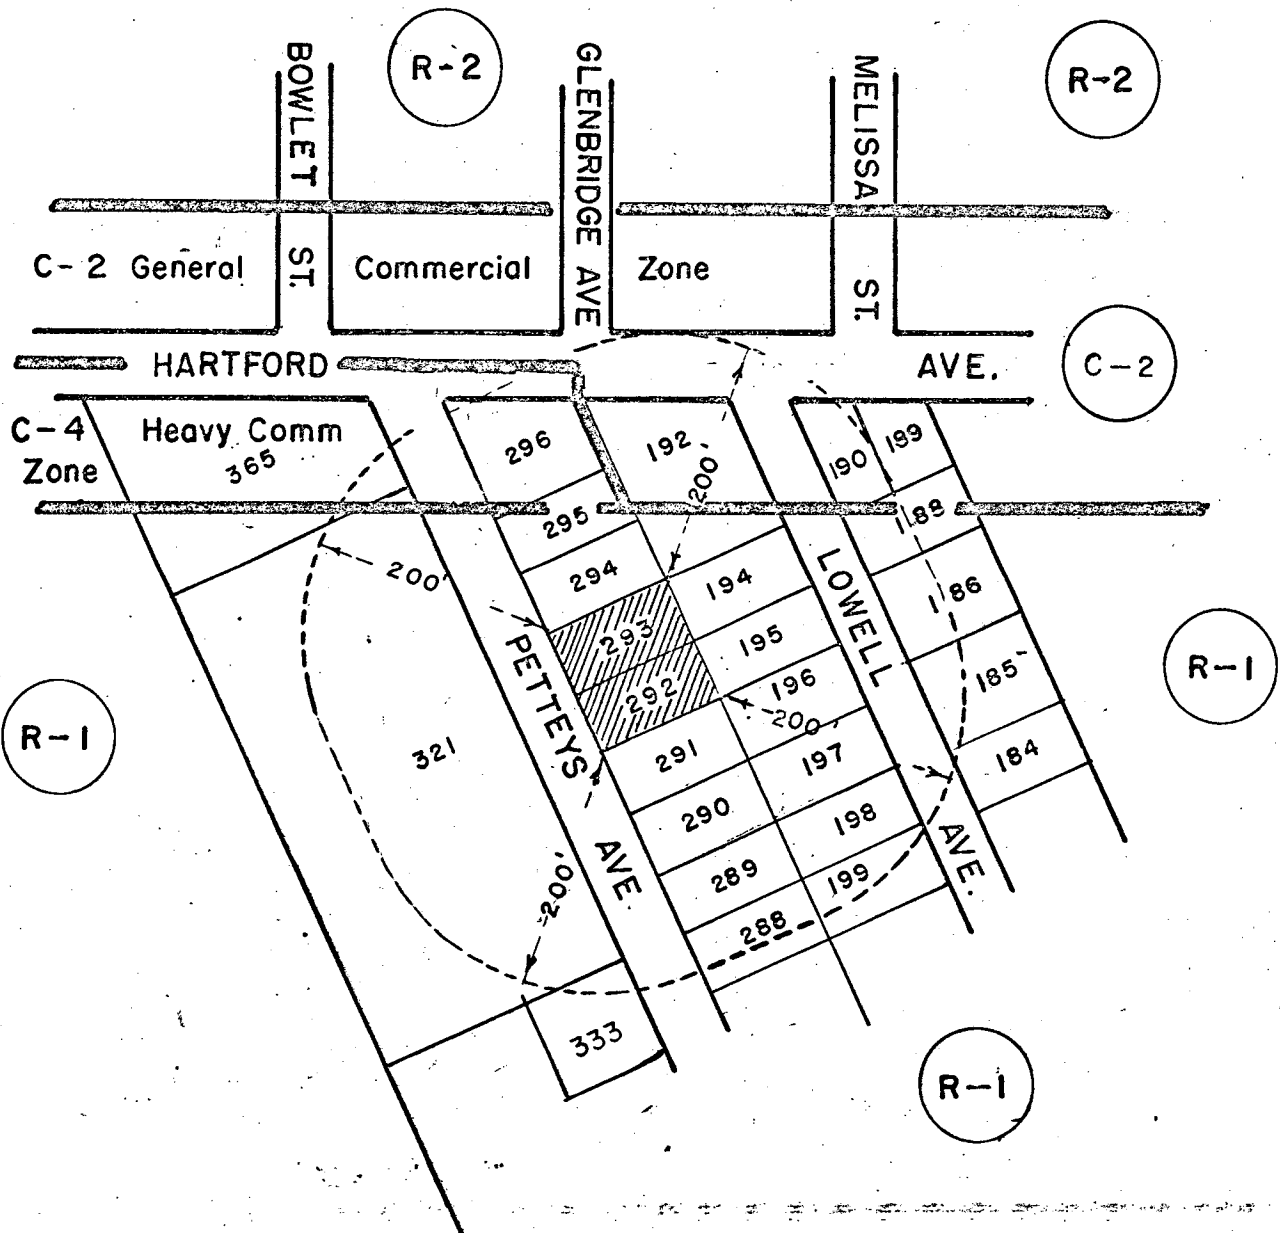 R-2
R-2
BOWLET ST.
GLENBRIDGE AVE
MELISSA ST.
C-2 General Commercial Zone
HARTFORD AVE.
C-2
C-4 Heavy Comm
Zone
365
296
192
190
189
295
188
200'
294
194
186
200'
293
195
LOWELL AVE.
292
196
185
R-1
200'
R-1
PETTEYS AVE.
321
291
197
184
290
198
289
199
200'
288
333
R-1